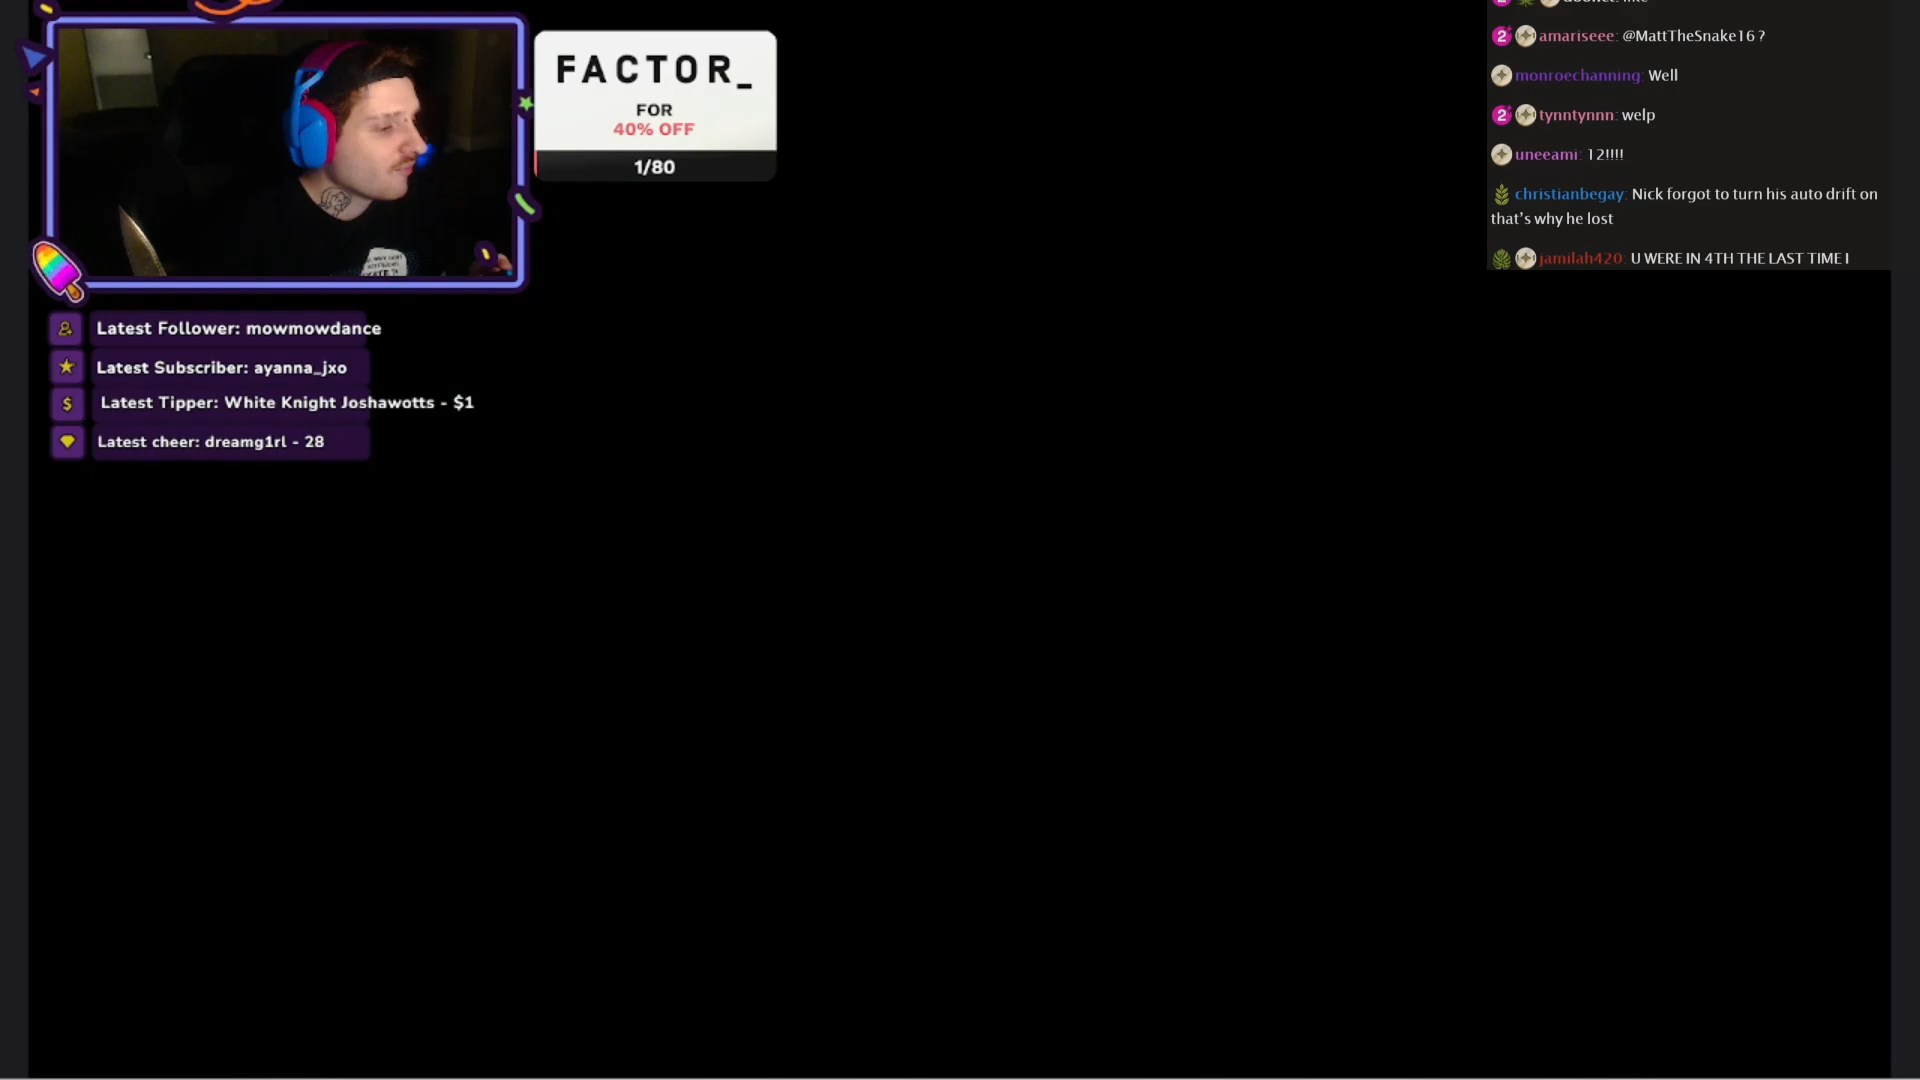 FACTOR_
FOR
40% OFF
1/80
Latest Follower: mowmowdance
Latest Subscriber: ayanna_jxo
Latest Tipper: White Knight Joshawotts - $1
Latest cheer: dreamg1rl - 28
amariseee: @MattTheSnake16 ?
monroechanning: Well
tynntynnn: welp
uneeami: 12!!!!
christianbegay: Nick forgot to turn his auto drift on
that's why he lost
jamilah420: U WERE IN 4TH THE LAST TIME I